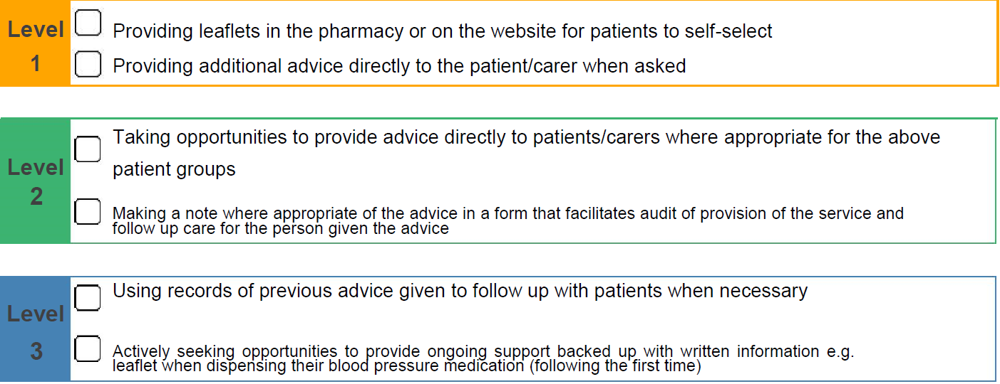 Level
1
Providing leaflets in the pharmacy or on the website for patients to self-select
Providing additional advice directly to the patient/carer when asked
Level
2
Taking opportunities to provide advice directly to patients/carers where appropriate for the above
patient groups
Making a note where appropriate of the advice in a form that facilitates audit of provision of the service and
follow up care for the person given the advice
Level
3
Using records of previous advice given to follow up with patients when necessary
Actively seeking opportunities to provide ongoing support backed up with written information e.g.
leaflet when dispensing their blood pressure medication (following the first time)